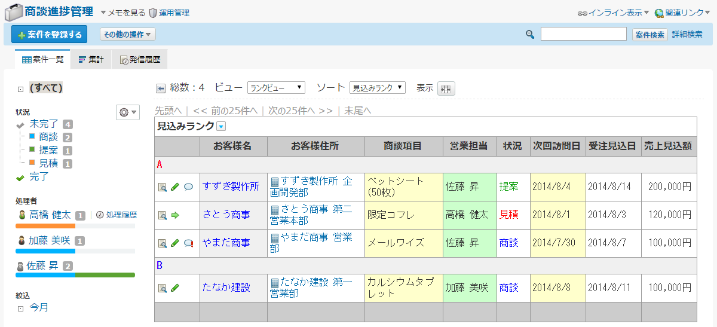 商談進捗管理 ▼メモを見る 運用管理 インライン表示▼ 関連リンク▼
案件を登録する その他の操作▼ 案件検索 詳細検索
案件一覧 集計 発信履歴
(すべて)
総数：4 ビュー ランクビュー ソート 見込みランク 表示
先頭へ | << 前の25件へ | 次の25件へ >> | 末尾へ
状況
未完了 4
商談 2
提案 1
見積 1
完了
処理者
高橋 健太 1 処理履歴
加藤 美咲 1
佐藤 昇 2
絞込
今月
見込みランク
お客様名 お客様住所 商談項目 営業担当 状況 次回訪問日 受注見込日 売上見込額
A
すずき製作所 すずき製作所 企画開発部 ペットシート(50枚) 佐藤 昇 提案 2014/8/4 2014/8/14 200,000円
さとう商事 さとう商事 第二営業本部 限定コフレ 高橋 健太 見積 2014/8/1 2014/8/3 120,000円
やまだ商事 やまだ商事 営業部 メールワイズ 佐藤 昇 商談 2014/7/30 2014/8/7 100,000円
B
たなか建設 たなか建設 第一営業部 カルシウムタブレット 加藤 美咲 商談 2014/8/8 2014/8/11 100,000円